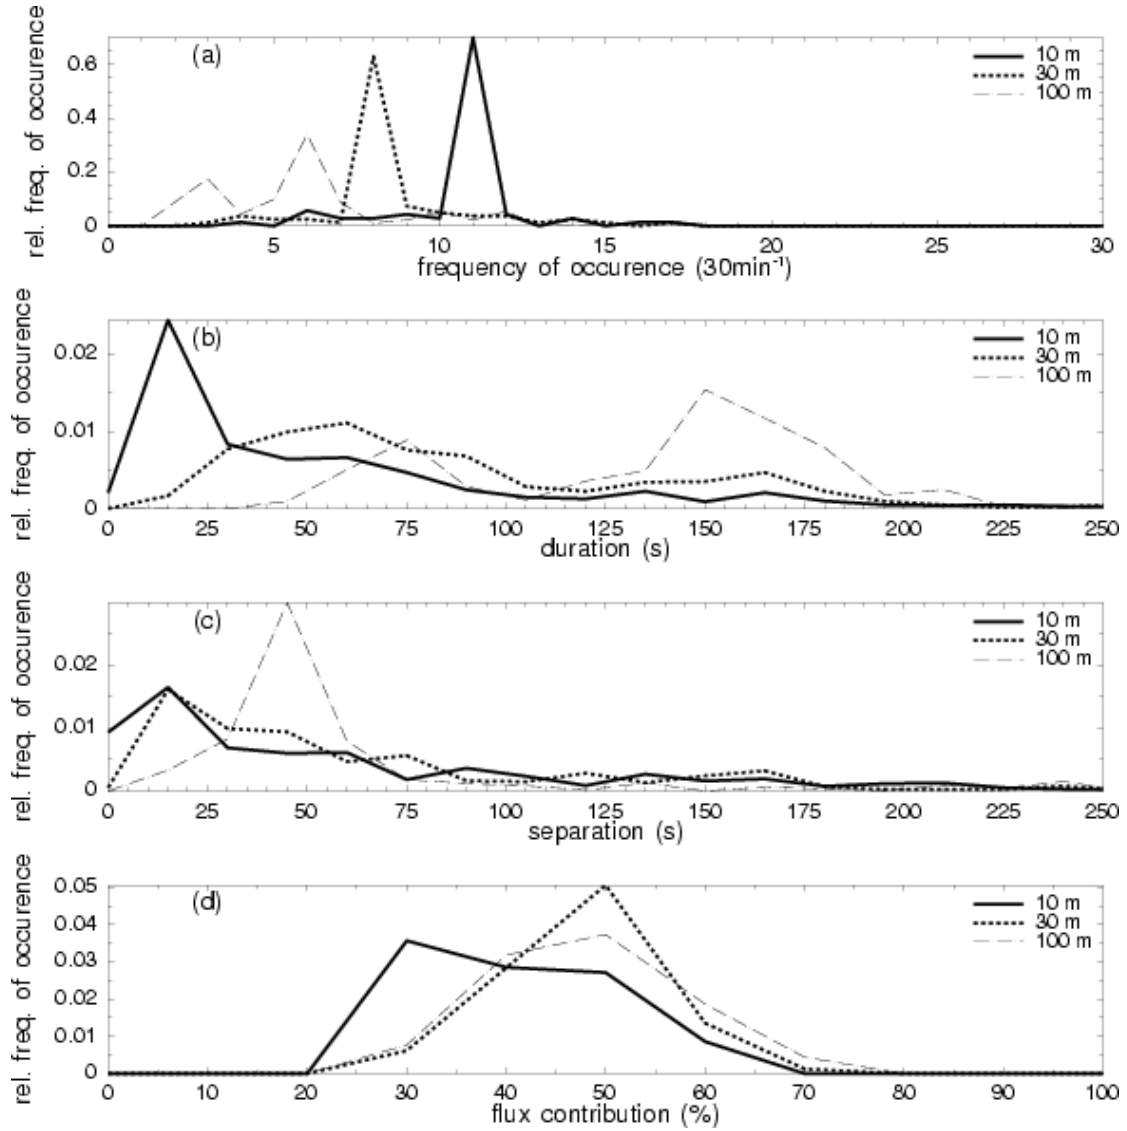 rel. freq. of occurence
(a)
10 m
30 m
100 m
0.6
0.4
0.2
0
0 5 10 15 20 25 30
frequency of occurence (30min⁻¹)
rel. freq. of occurence
(b)
10 m
30 m
100 m
0.02
0.01
0
0 25 50 75 100 125 150 175 200 225 250
duration (s)
rel. freq. of occurence
(c)
10 m
30 m
100 m
0.02
0.01
0
0 25 50 75 100 125 150 175 200 225 250
separation (s)
rel. freq. of occurence
(d)
10 m
30 m
100 m
0.05
0.04
0.03
0.02
0.01
0
0 10 20 30 40 50 60 70 80 90 100
flux contribution (%)